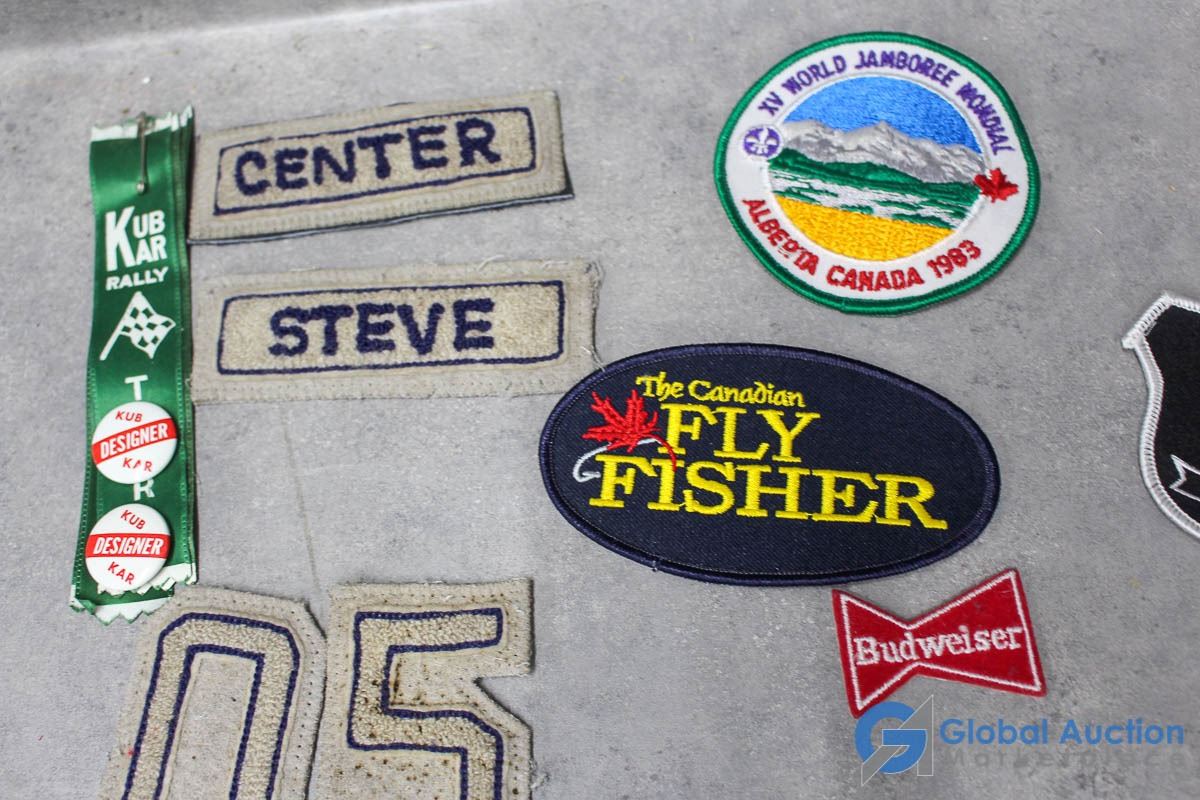 CENTER
XV WORLD JAMBOREE MONDIAL
ALBERTA CANADA 1983
KUB
KAR
RALLY
STEVE
The Canadian
FLY
FISHER
T
KUB
DESIGNER
KAR
R
KUB
DESIGNER
KAR
05
Budweiser
Global Auction
Marketplace